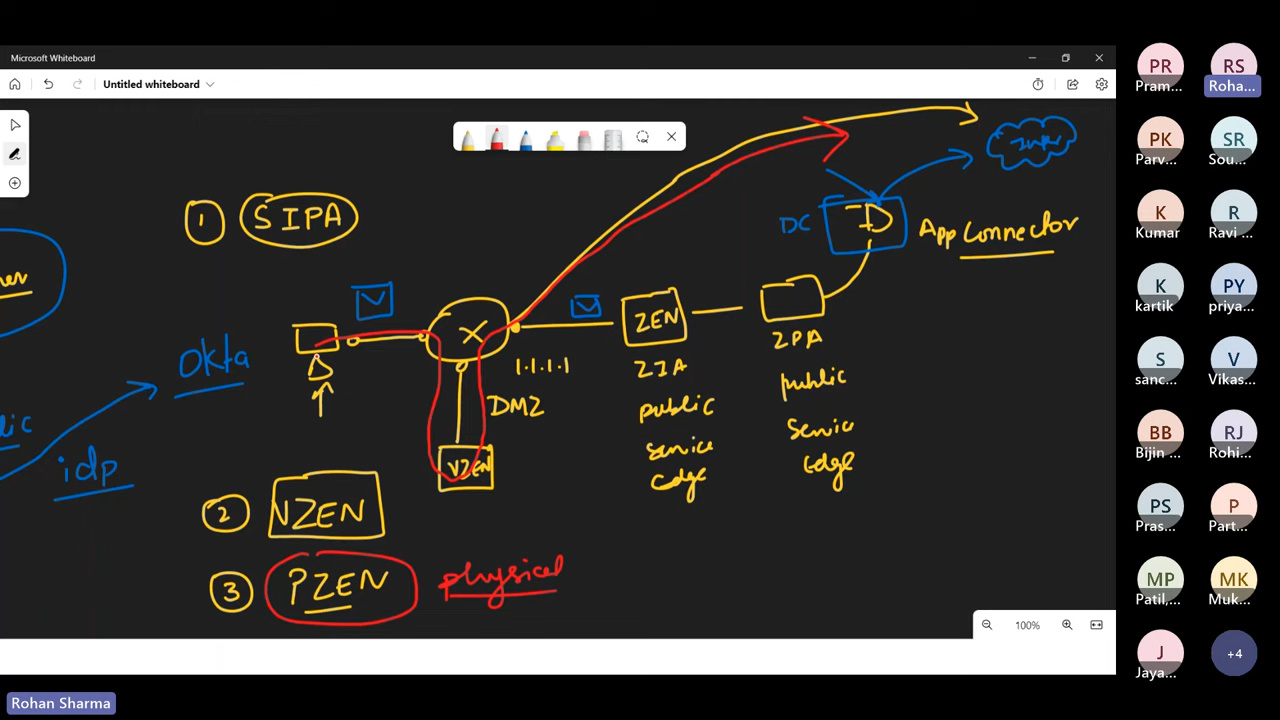 Microsoft Whiteboard
Untitled whiteboard
1 SIPA
DC
App Connector
okta
idp
1.1.1.1
DMZ
VZEN
ZEN
ZIA
public
service
edge
ZPA
public
service
edge
2 VZEN
3 PZEN physical
100%
Rohan Sharma
PR
Pram...
RS
Roha...
PK
Parv...
SR
Sou...
K
Kumar
R
Ravi ...
K
kartik
PY
priya...
S
sanc...
V
Vikas...
BB
Bijin ...
RJ
Rohi...
PS
Pras...
P
Part...
MP
Patil,...
MK
Muk...
J
Jaya...
+4